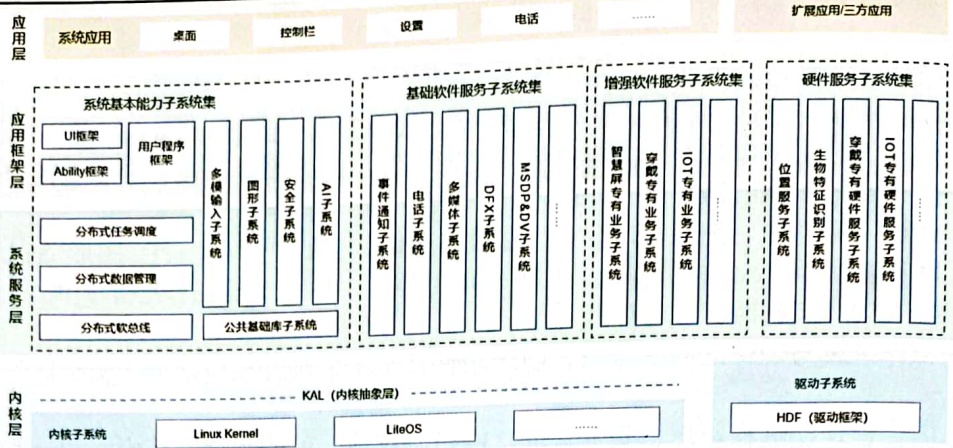 应用层
系统应用
桌面
控制栏
设置
电话
……
扩展应用/三方应用
应用框架层
系统服务层
系统基本能力子系统集
UI框架
Ability框架
用户程序框架
分布式任务调度
分布式数据管理
分布式软总线
多模输入子系统
图形子系统
安全子系统
AI子系统
公共基础库子系统
基础软件服务子系统集
事件通知子系统
电话子系统
多媒体子系统
DFX子系统
MSDP&DV子系统
……
增强软件服务子系统集
智慧屏专有业务子系统
穿戴专有业务子系统
IOT专有业务子系统
……
硬件服务子系统集
位置服务子系统
生物特征识别子系统
穿戴专有硬件服务子系统
IOT专有硬件服务子系统
……
内核层
KAL（内核抽象层）
内核子系统
Linux Kernel
LiteOS
……
驱动子系统
HDF（驱动框架）